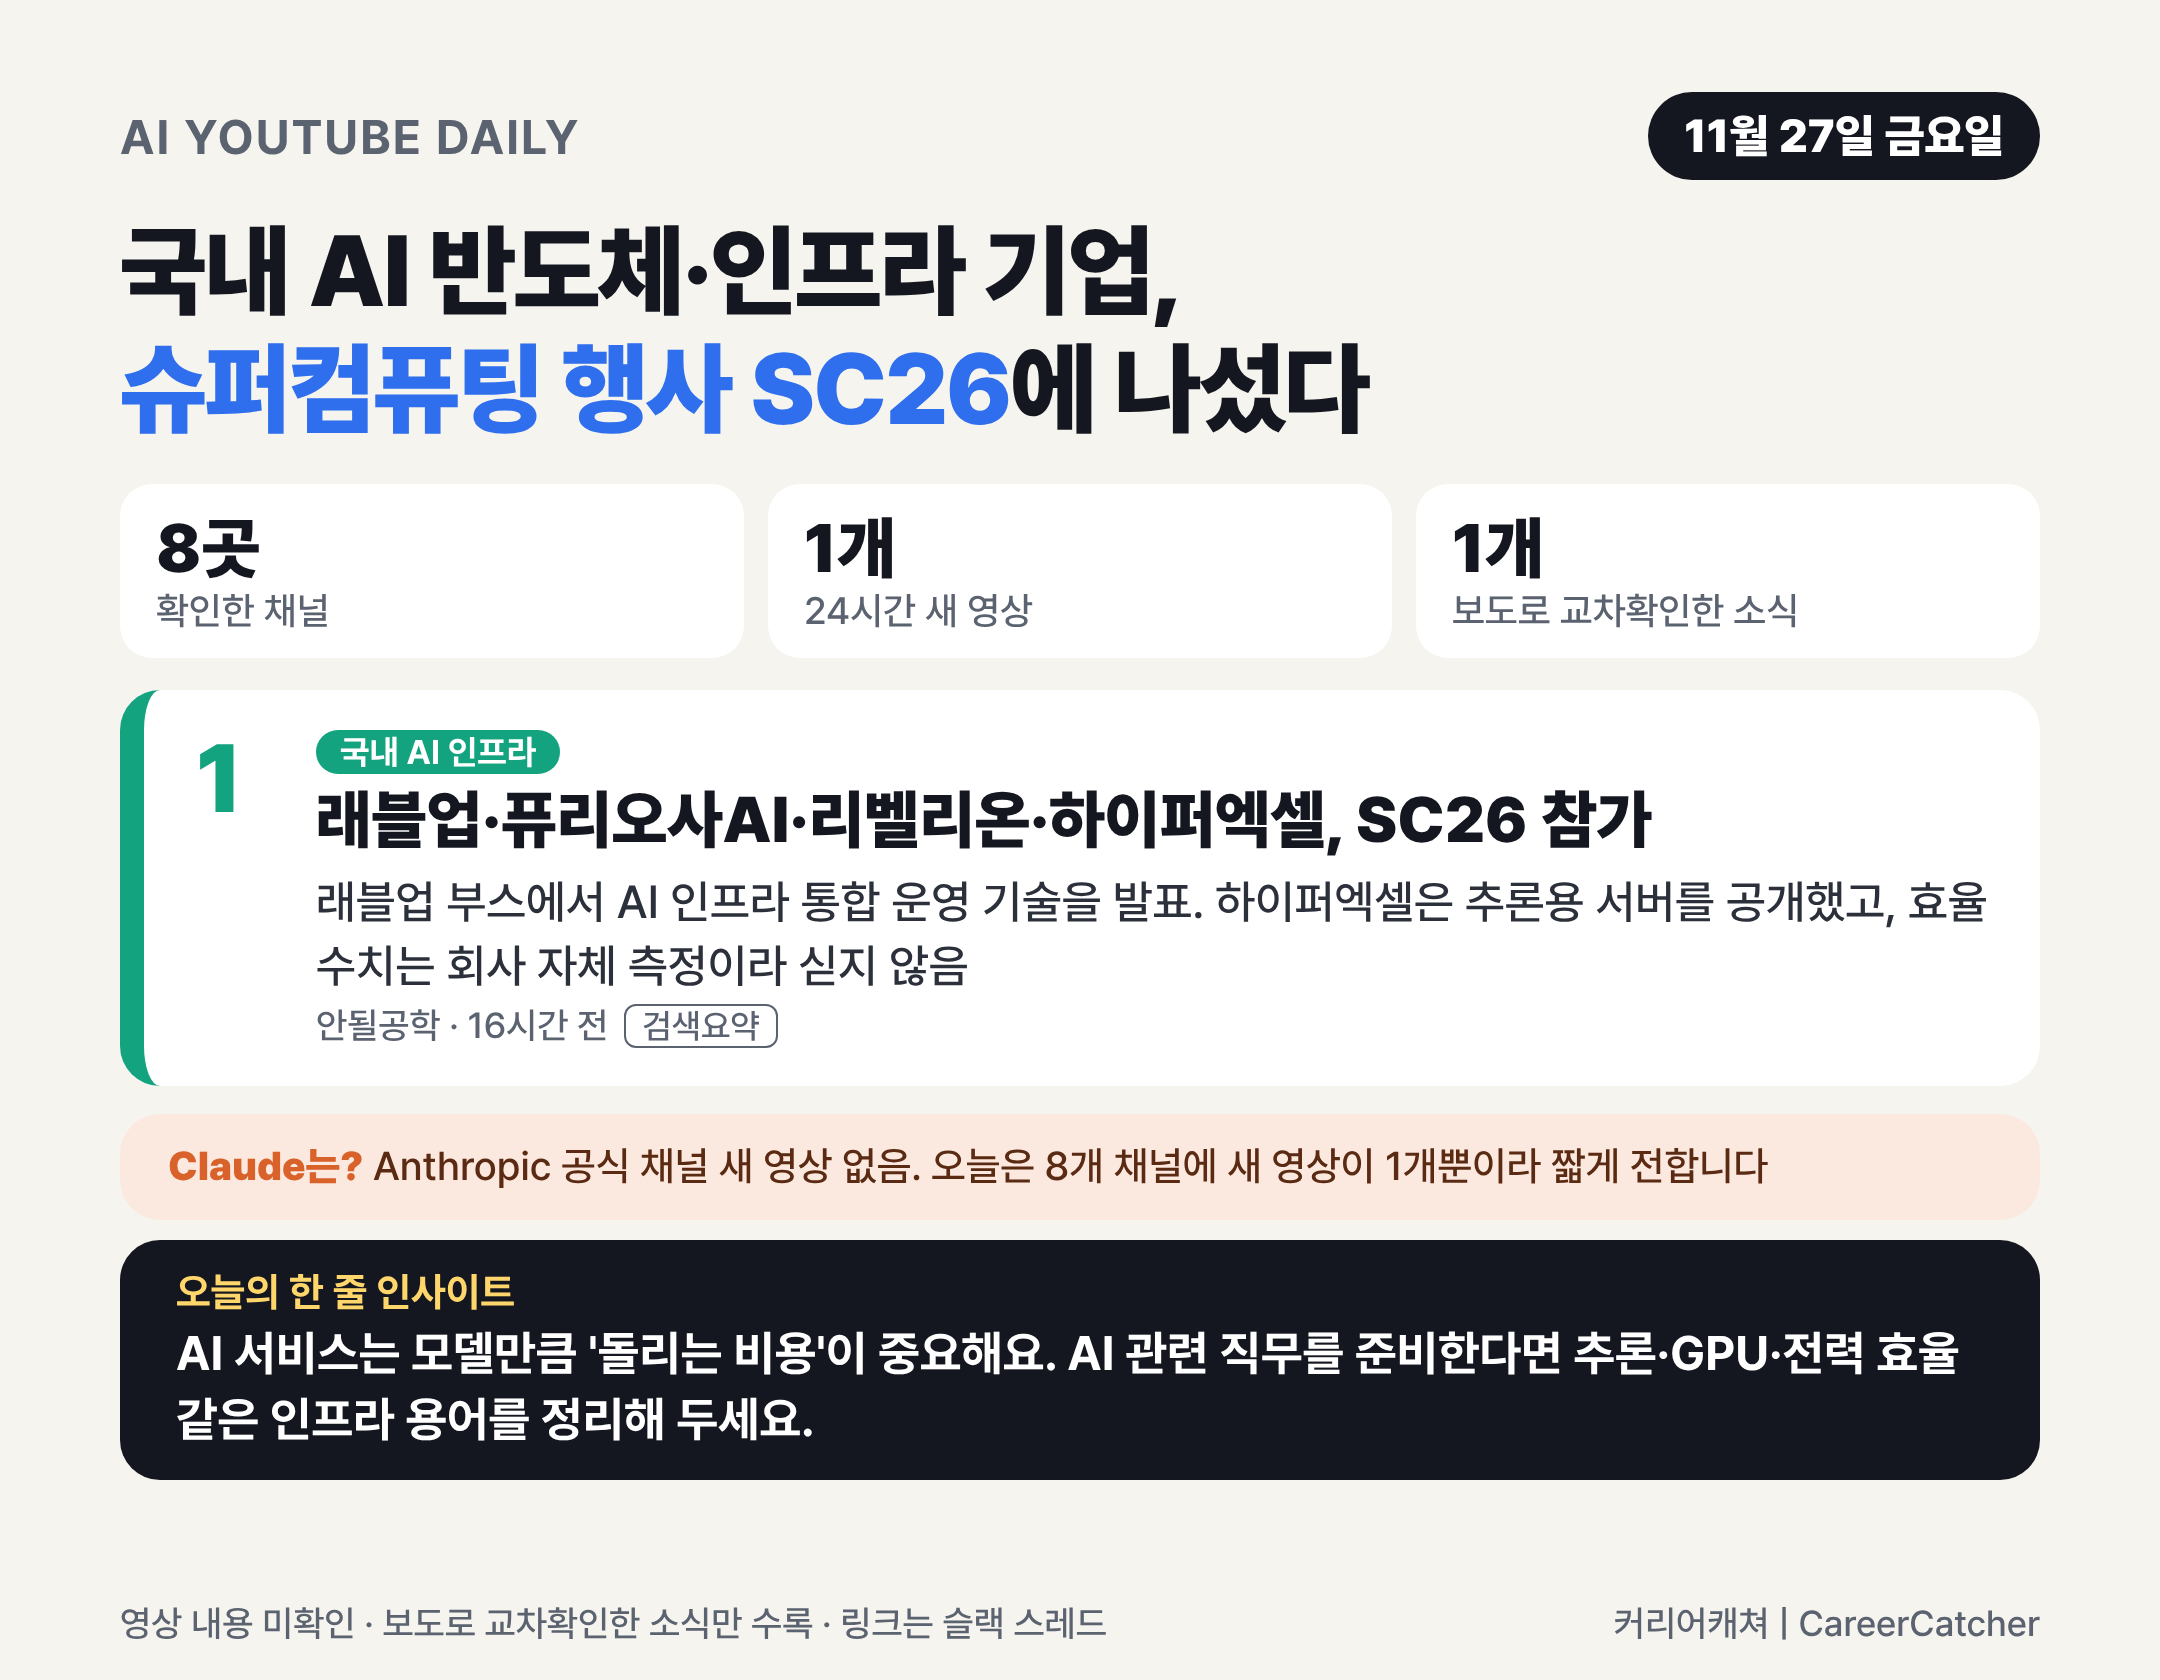 AI YOUTUBE DAILY
11월 27일 금요일
국내 AI 반도체·인프라 기업,
슈퍼컴퓨팅 행사 SC26에 나섰다
8곳
확인한 채널
1개
24시간 새 영상
1개
보도로 교차확인한 소식
1
국내 AI 인프라
래블업·퓨리오사AI·리벨리온·하이퍼엑셀, SC26 참가
래블업 부스에서 AI 인프라 통합 운영 기술을 발표. 하이퍼엑셀은 추론용 서버를 공개했고, 효율
수치는 회사 자체 측정이라 싣지 않음
안될공학 · 16시간 전 검색요약
Claude는? Anthropic 공식 채널 새 영상 없음. 오늘은 8개 채널에 새 영상이 1개뿐이라 짧게 전합니다
오늘의 한 줄 인사이트
AI 서비스는 모델만큼 '돌리는 비용'이 중요해요. AI 관련 직무를 준비한다면 추론·GPU·전력 효율
같은 인프라 용어를 정리해 두세요.
영상 내용 미확인 · 보도로 교차확인한 소식만 수록 · 링크는 슬랙 스레드
커리어캐쳐 | CareerCatcher